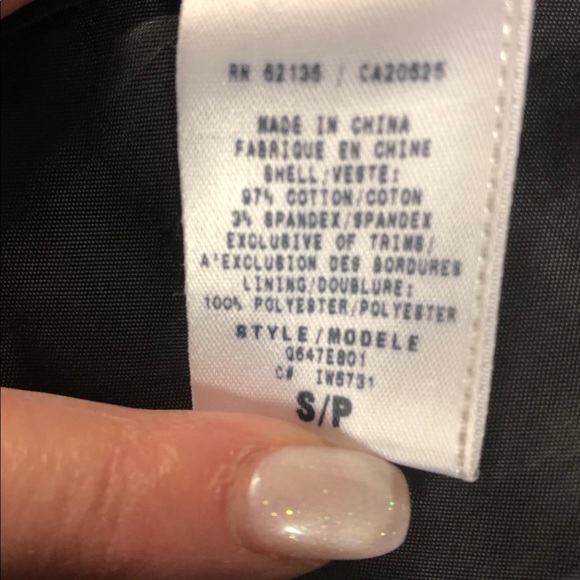 RN 62136 / CA20525
MADE IN CHINA
FABRIQUE EN CHINE
SHELL/VESTE:
97% COTTON/COTON
3% SPANDEX/SPANDEX
EXCLUSIVE OF TRIMS/
A'EXCLUSION DES BORDURES
LINING/DOUBLURE:
100% POLYESTER/POLYESTER
STYLE/MODELE
Q647E801
C# IW5731
S/P